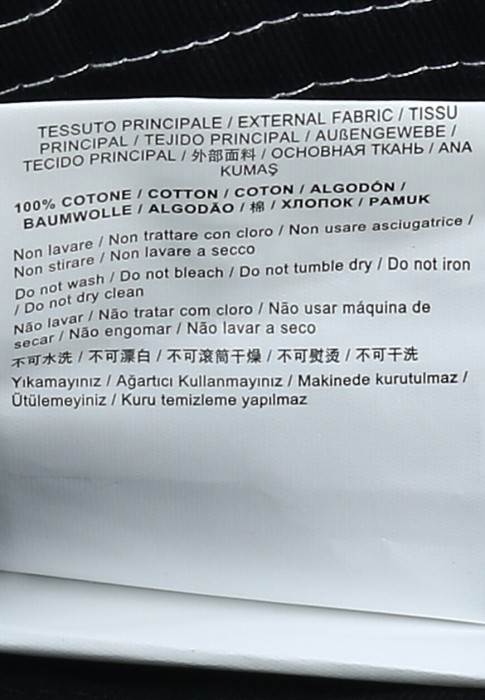 TESSUTO PRINCIPALE / EXTERNAL FABRIC / TISSU
PRINCIPAL / TEJIDO PRINCIPAL / AUßENGEWEBE /
TECIDO PRINCIPAL / 外部面料 / ОСНОВНАЯ ТКАНЬ / ANA
KUMAŞ
100% COTONE / COTTON / COTON / ALGODÓN /
BAUMWOLLE / ALGODÃO / 棉 / ХЛОПОК / PAMUK
Non lavare / Non trattare con cloro / Non usare asciugatrice /
Non stirare / Non lavare a secco
Do not wash / Do not bleach / Do not tumble dry / Do not iron
/ Do not dry clean
Não lavar / Não tratar com cloro / Não usar máquina de
secar / Não engomar / Não lavar a seco
不可水洗 / 不可漂白 / 不可滚筒干燥 / 不可熨烫 / 不可干洗
Yıkamayınız / Ağartıcı Kullanmayınız / Makinede kurutulmaz /
Ütülemeyiniz / Kuru temizleme yapılmaz